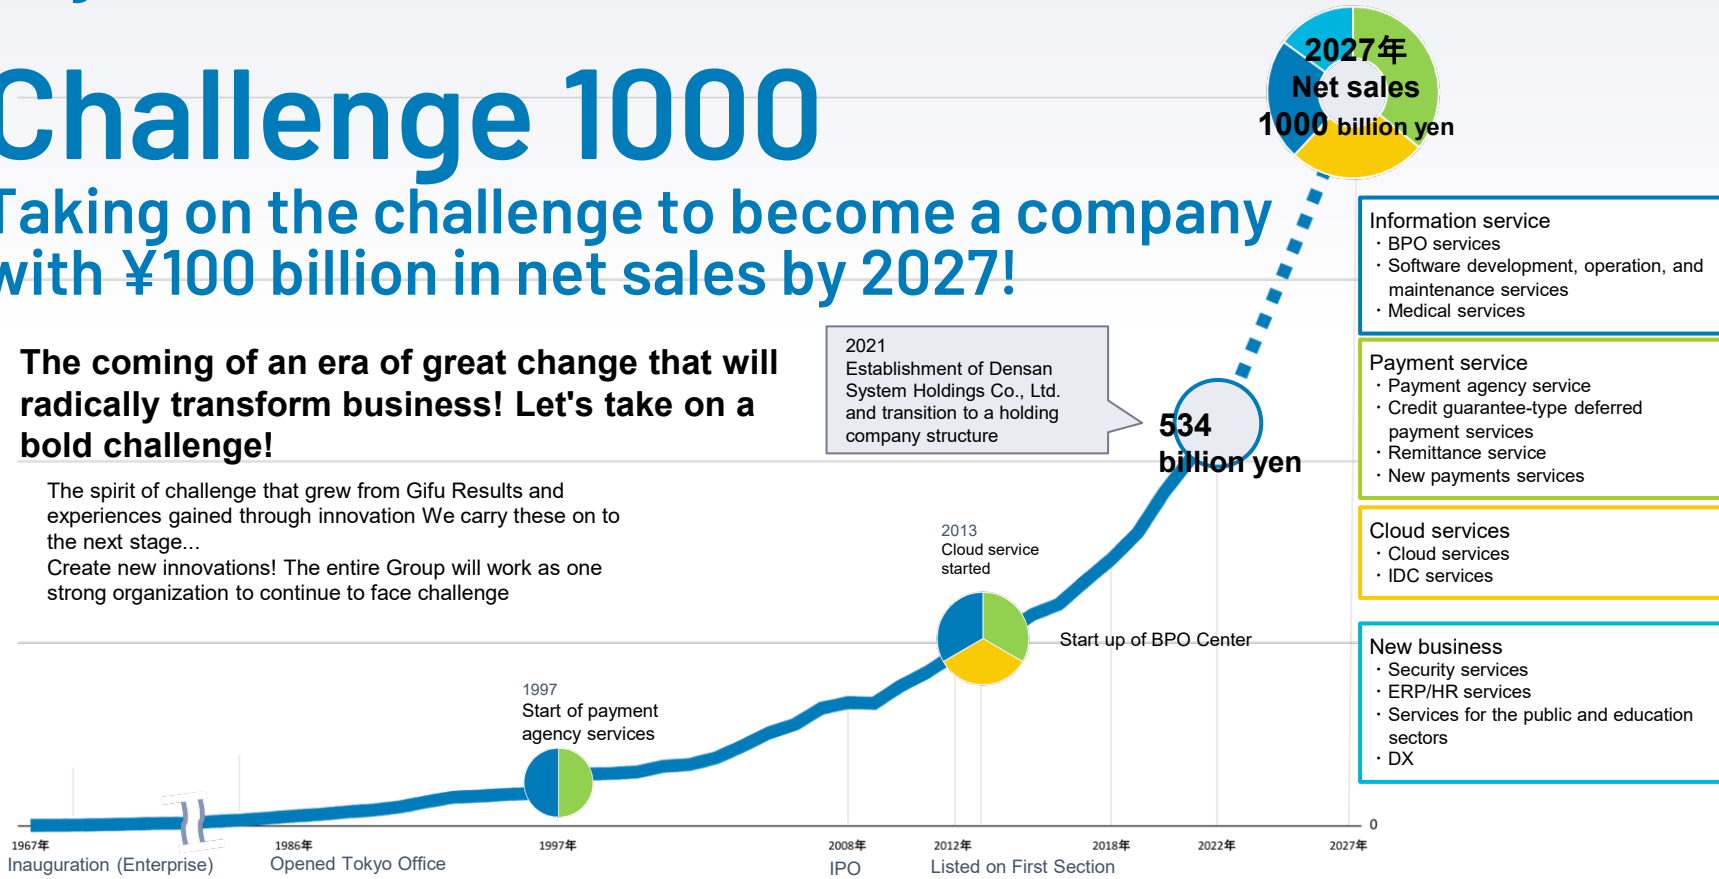 Challenge 1000
Taking on the challenge to become a company
with ¥100 billion in net sales by 2027!
The coming of an era of great change that will
radically transform business! Let's take on a
bold challenge!
The spirit of challenge that grew from Gifu Results and
experiences gained through innovation We carry these on to
the next stage...
Create new innovations! The entire Group will work as one
strong organization to continue to face challenge
2027年
Net sales
1000 billion yen
2021
Establishment of Densan
System Holdings Co., Ltd.
and transition to a holding
company structure
534
billion yen
2013
Cloud service
started
Start up of BPO Center
1997
Start of payment
agency services
Information service
・BPO services
・Software development, operation, and
maintenance services
・Medical services
Payment service
・Payment agency service
・Credit guarantee-type deferred
payment services
・Remittance service
・New payments services
Cloud services
・Cloud services
・IDC services
New business
・Security services
・ERP/HR services
・Services for the public and education
sectors
・DX
0
1967年
1986年
1997年
2008年
2012年
2018年
2022年
2027年
Inauguration (Enterprise)
Opened Tokyo Office
IPO
Listed on First Section